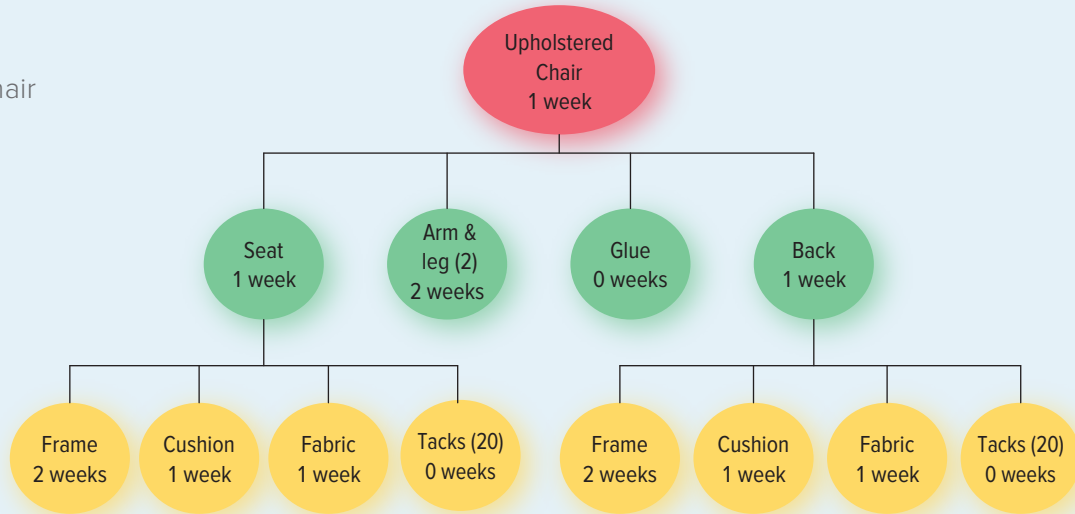 Upholstered
Chair
1 week
Seat
1 week
Arm &
leg (2)
2 weeks
Glue
0 weeks
Back
1 week
Frame
2 weeks
Cushion
1 week
Fabric
1 week
Tacks (20)
0 weeks
Frame
2 weeks
Cushion
1 week
Fabric
1 week
Tacks (20)
0 weeks